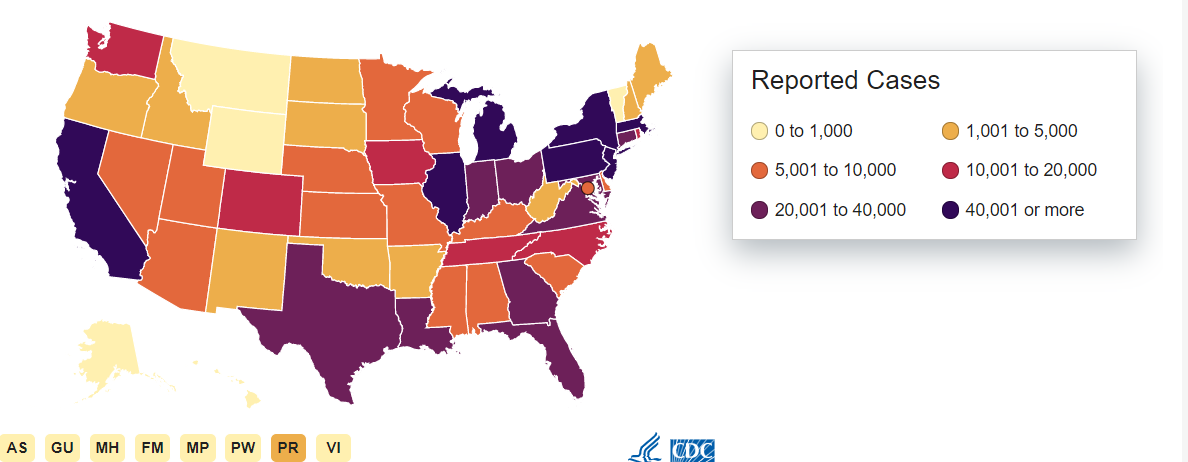 Reported Cases
0 to 1,000
1,001 to 5,000
5,001 to 10,000
10,001 to 20,000
20,001 to 40,000
40,001 or more
AS GU MH FM MP PW PR VI
CDC